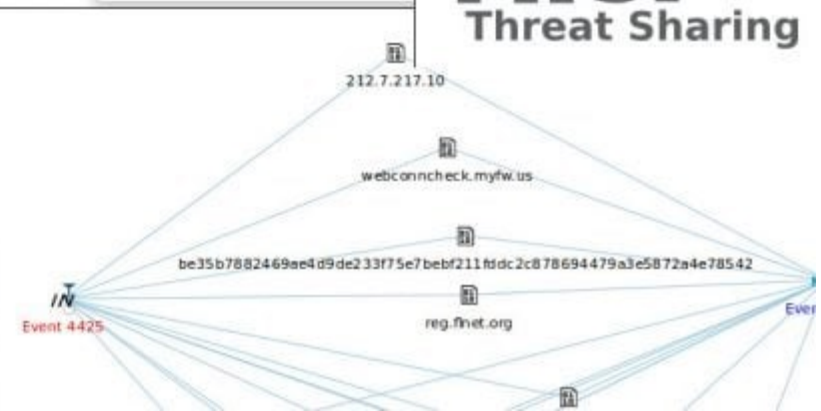 Threat Sharing
212.7.217.10
webconncheck.myfw.us
be35b7882469ae4d9de233f75e7bebf211fddc2c878694479a3e5872a4e78542
reg.flnet.org
IN
Event 4425